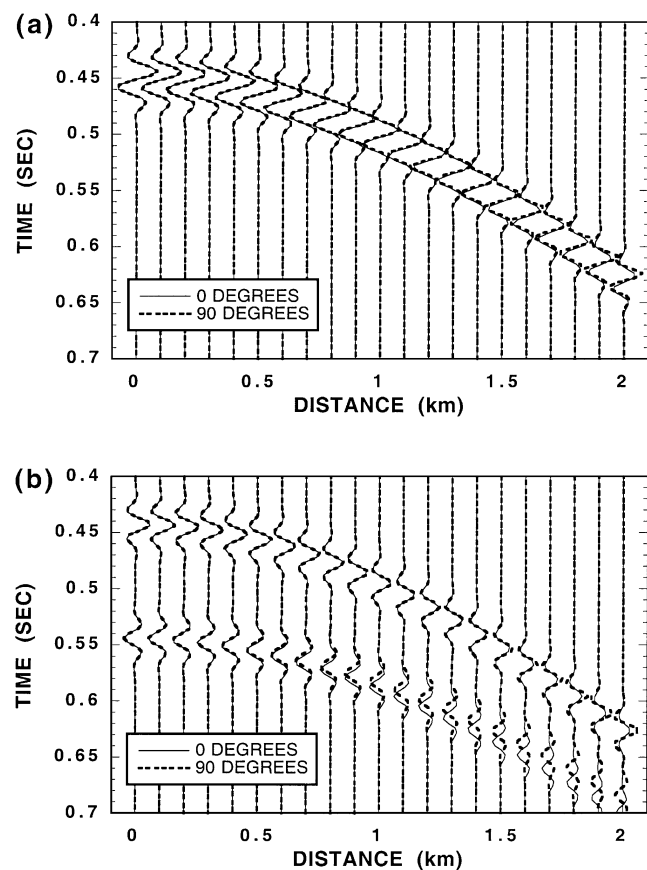 (a)
0.4
0.45
0.5
0.55
0.6
0.65
0.7
TIME (SEC)
0 DEGREES
90 DEGREES
0 0.5 1 1.5 2
DISTANCE (km)
(b)
0.4
0.45
0.5
0.55
0.6
0.65
0.7
TIME (SEC)
0 DEGREES
90 DEGREES
0 0.5 1 1.5 2
DISTANCE (km)